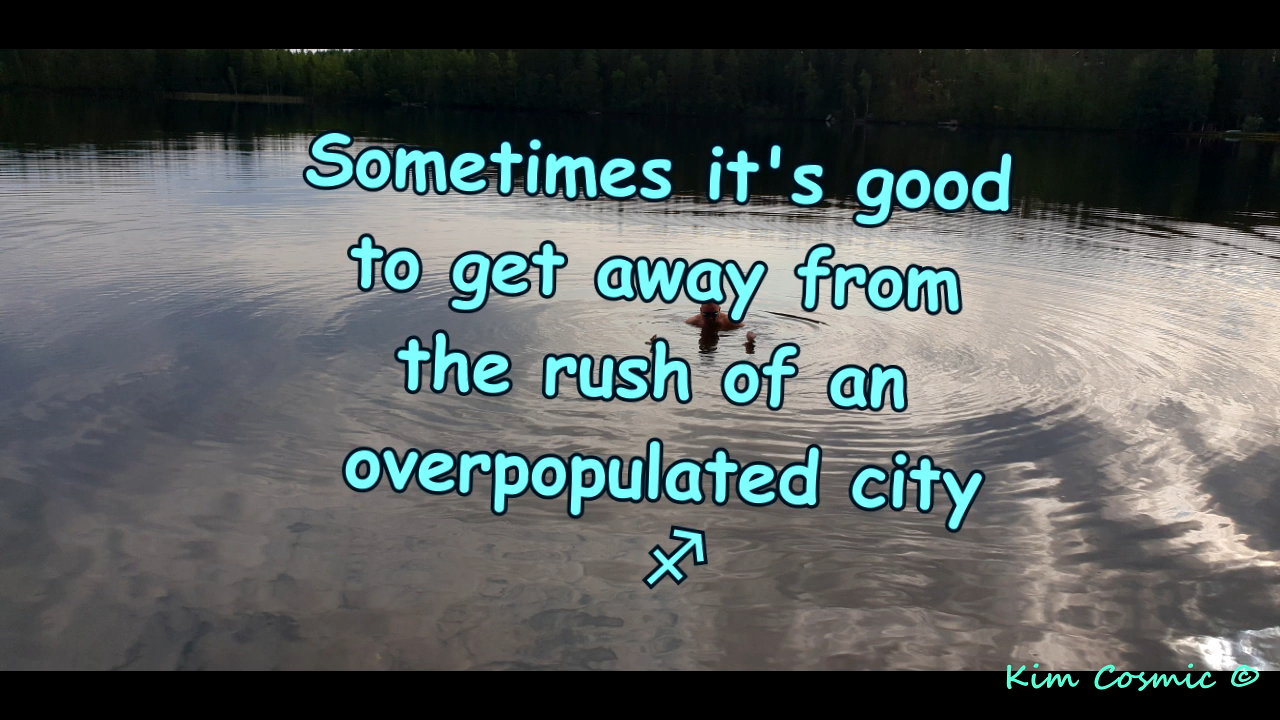 Sometimes it's good
to get away from
the rush of an
overpopulated city
♐
Kim Cosmic ©